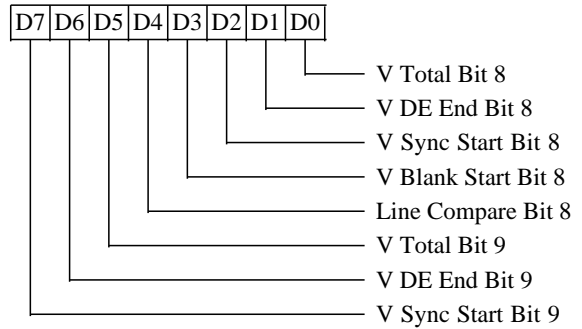 D7 D6 D5 D4 D3 D2 D1 D0
V Total Bit 8
V DE End Bit 8
V Sync Start Bit 8
V Blank Start Bit 8
Line Compare Bit 8
V Total Bit 9
V DE End Bit 9
V Sync Start Bit 9